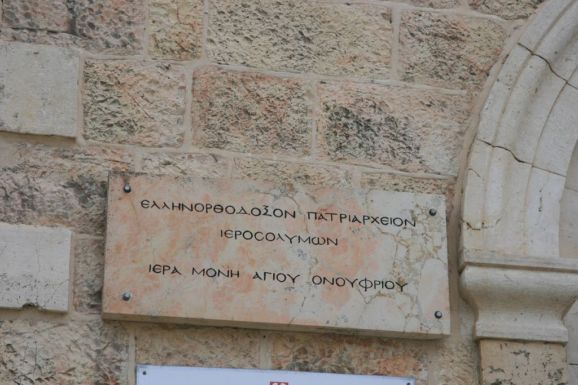 ΕΛΛΗΝΟΡΘΟΔΟΞΟΝ ΠΑΤΡΙΑΡΧΕΙΟΝ
ΙΕΡΟΣΟΛΥΜΩΝ
ΙΕΡΑ ΜΟΝΗ ΑΓΙΟΥ ΟΝΟΥΦΡΙΟΥ